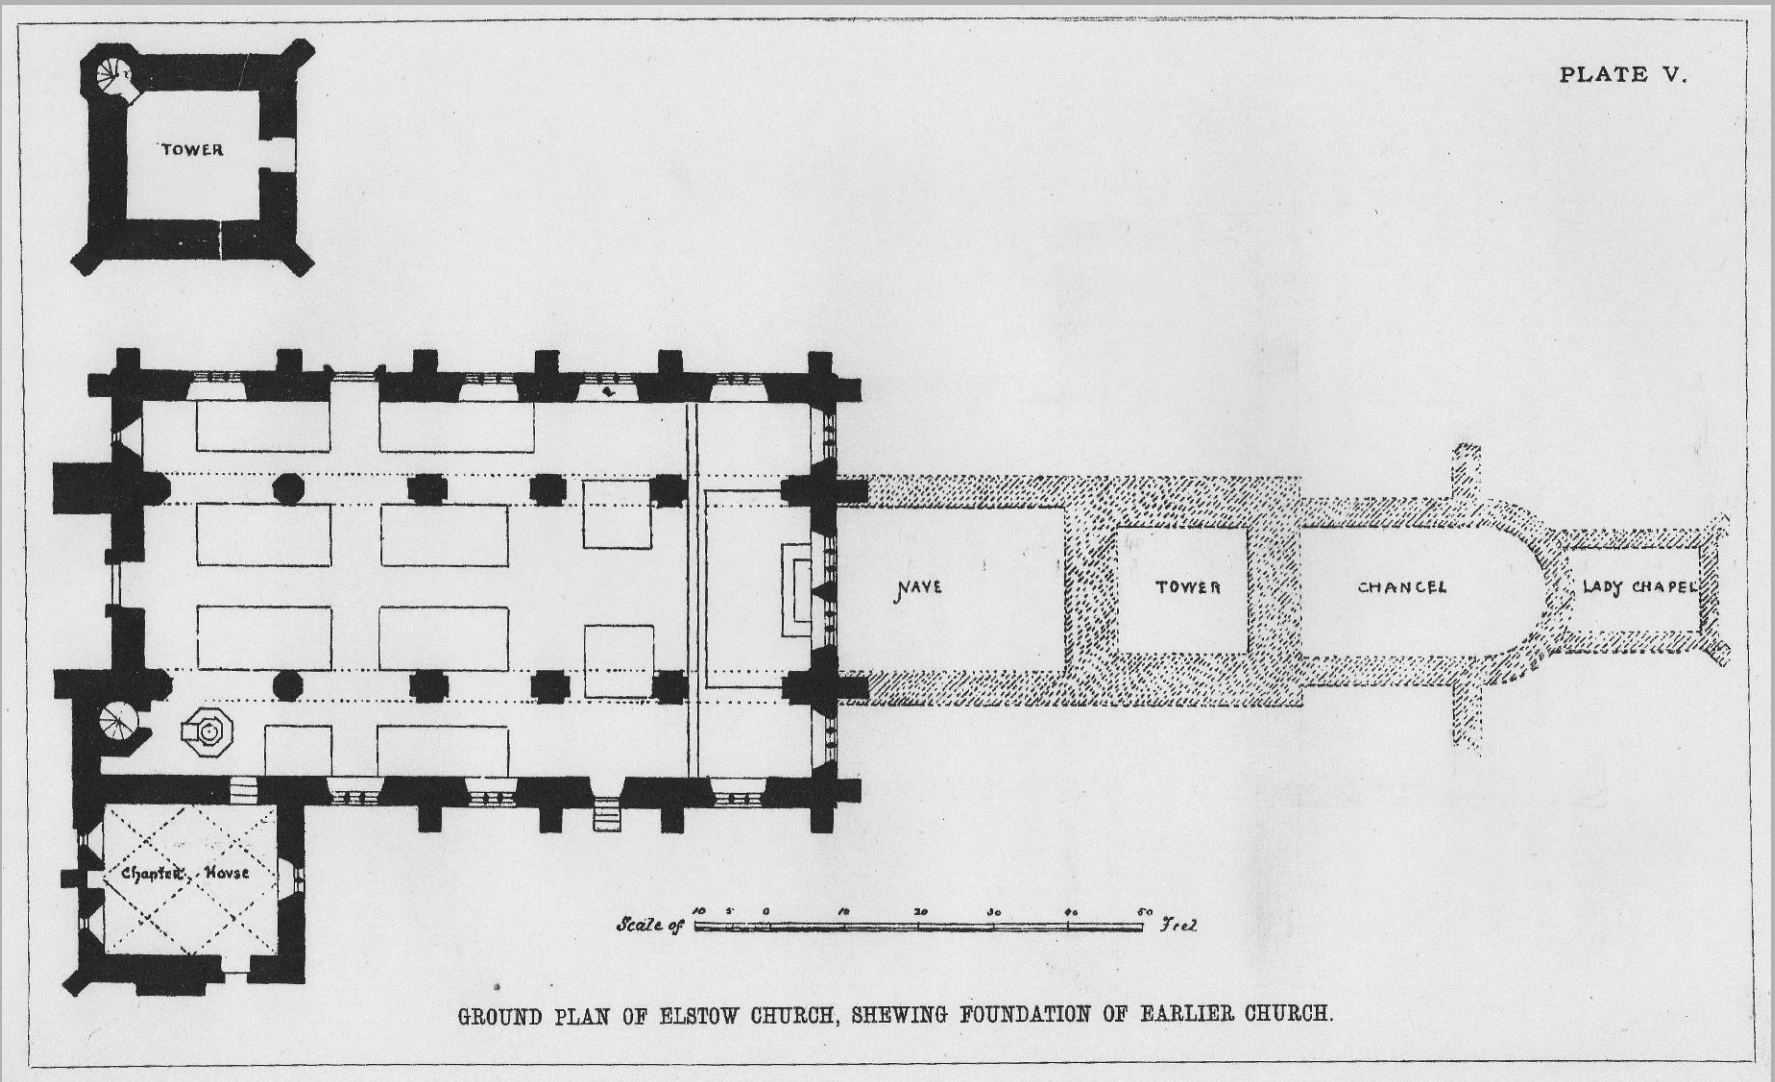 PLATE V.
TOWER
NAVE
TOWER
CHANCEL
LADY CHAPEL
Chapter Hovse
10 5 0 10 20 30 40 50
Scale of Feet
GROUND PLAN OF ELSTOW CHURCH, SHEWING FOUNDATION OF EARLIER CHURCH.